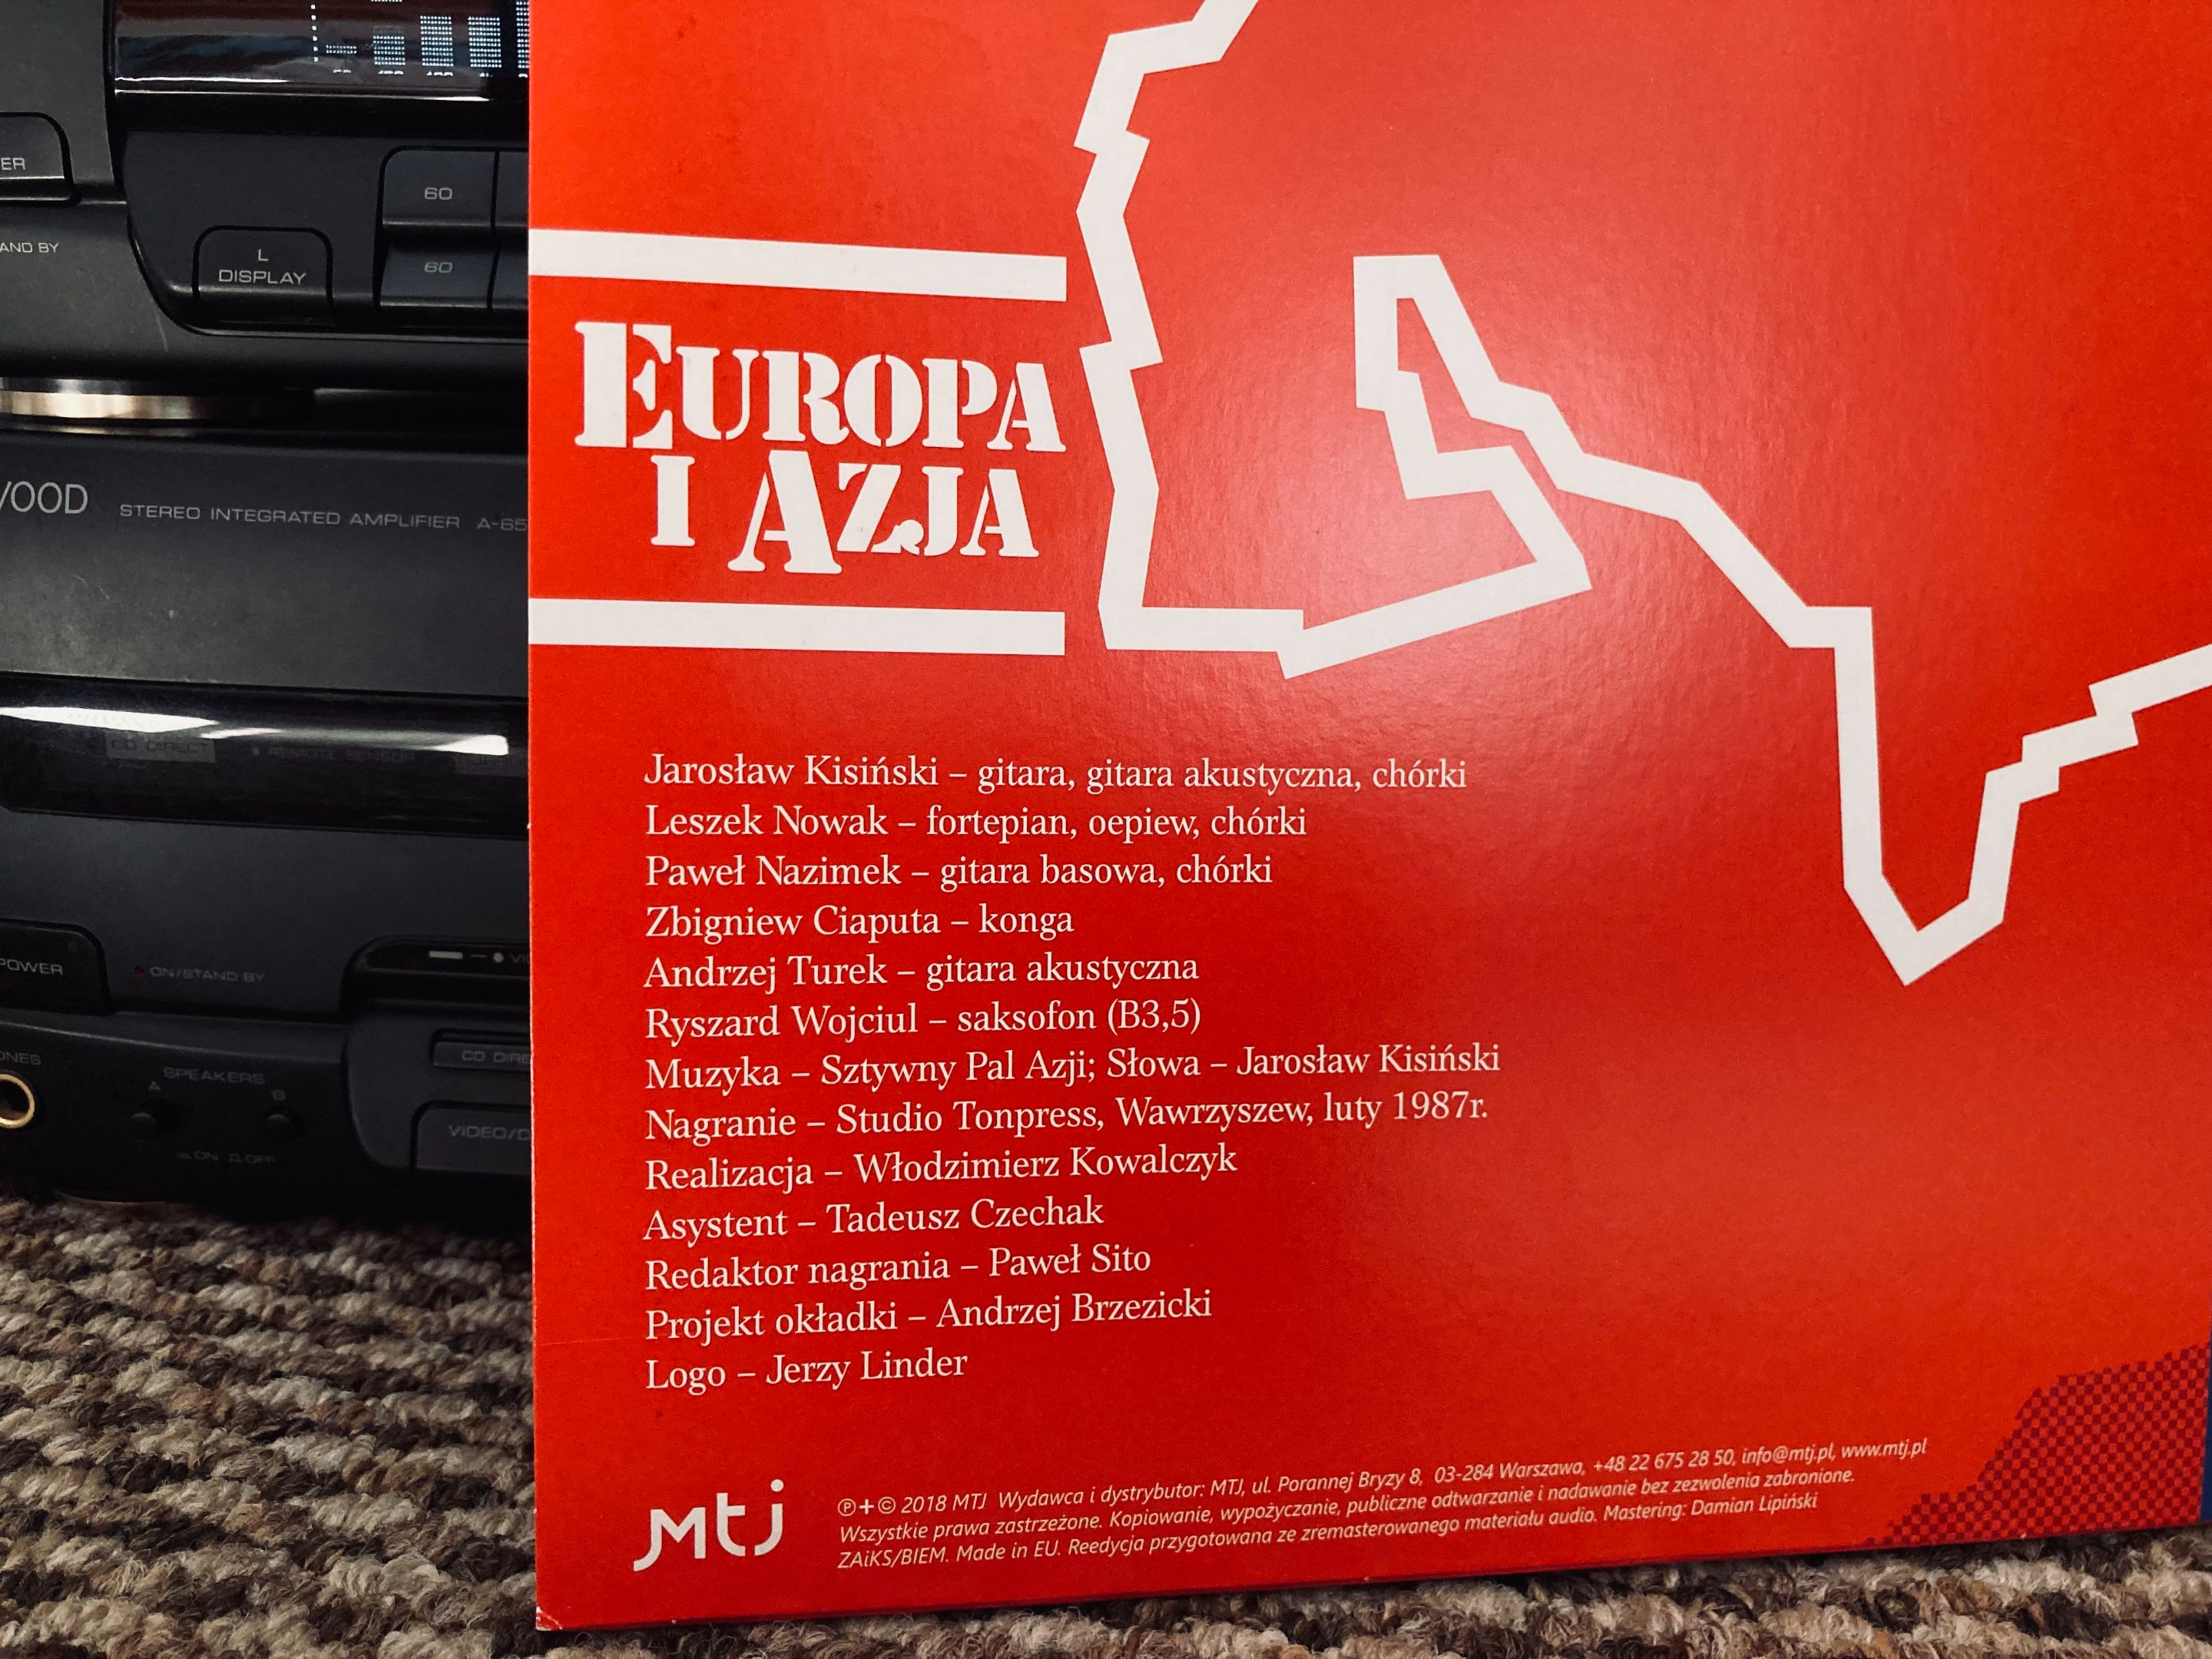 60
L
DISPLAY
60
AND BY
STEREO INTEGRATED AMPLIFIER
CD DIRECT
REMOTE SENSOR
POWER
ON/STAND BY
SPEAKERS
A
B
ON OFF
EUROPA
I AZJA
Jarosław Kisiński – gitara, gitara akustyczna, chórki
Leszek Nowak – fortepian, oepiew, chórki
Paweł Nazimek – gitara basowa, chórki
Zbigniew Ciaputa – konga
Andrzej Turek – gitara akustyczna
Ryszard Wojciul – saksofon (B3,5)
Muzyka – Sztywny Pal Azji; Słowa – Jarosław Kisiński
Nagranie – Studio Tonpress, Wawrzyszew, luty 1987r.
Realizacja – Włodzimierz Kowalczyk
Asystent – Tadeusz Czechak
Redaktor nagrania – Paweł Sito
Projekt okładki – Andrzej Brzezicki
Logo – Jerzy Linder
mtj
℗+© 2018 MTJ Wydawca i dystrybutor: MTJ, ul. Porannej Bryzy 8, 03-284 Warszawa, +48 22 675 28 50, info@mtj.pl, www.mtj.pl
Wszystkie prawa zastrzeżone. Kopiowanie, wypożyczanie, publiczne odtwarzanie i nadawanie bez zezwolenia zabronione.
ZAiKS/BIEM. Made in EU. Reedycja przygotowana ze zremasterowanego materiału audio. Mastering: Damian Lipiński